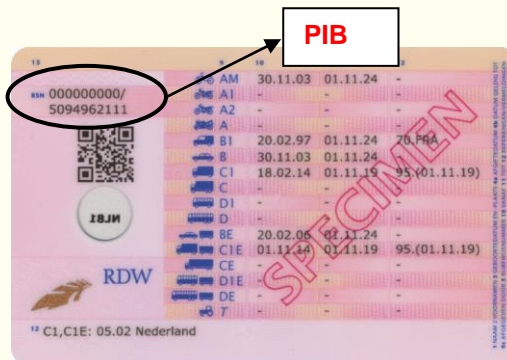 PIB
13 9 10 12
BSN 000000000/
5094962111
AM 30.11.03 01.11.24 -
A1 - - -
A2 - - -
A - - -
B1 20.02.97 01.11.24 70.FRA
B 30.11.03 01.11.24 -
C1 18.02.14 01.11.19 95.(01.11.19)
C - - -
D1 - - -
D - - -
BE 20.02.06 01.11.24 -
C1E 01.11.14 01.11.19 95.(01.11.19)
CE - - -
D1E - - -
DE - - -
T - - -
NLB1
RDW
SPECIMEN
12 C1,C1E: 05.02 Nederland